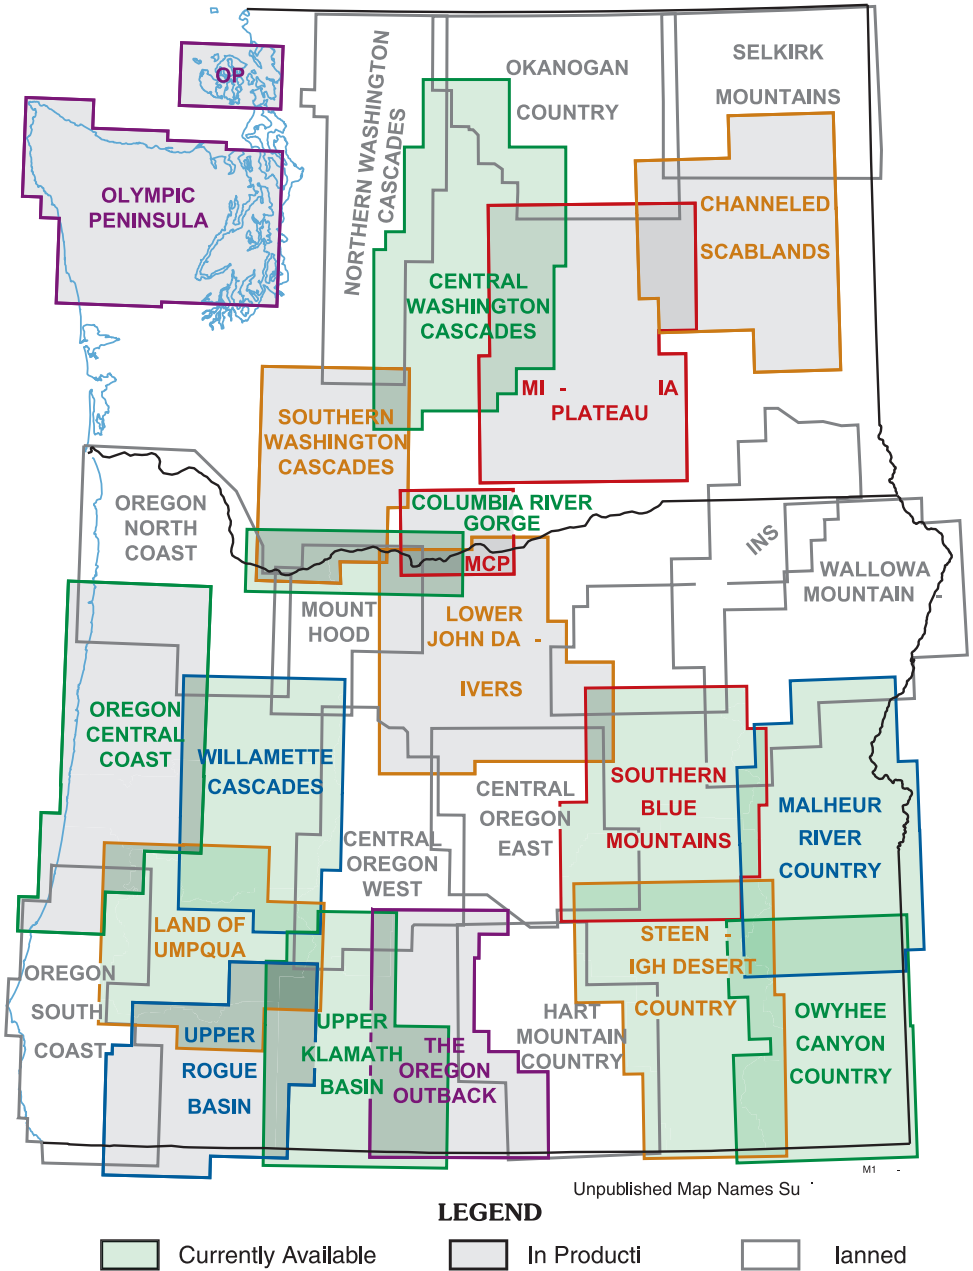 OP
OLYMPIC
PENINSULA
NORTHERN WASHINGTON
CASCADES
OKANOGAN
COUNTRY
SELKIRK
MOUNTAINS
CHANNELED
SCABLANDS
CENTRAL
WASHINGTON
CASCADES
MI - IA
PLATEAU
SOUTHERN
WASHINGTON
CASCADES
COLUMBIA RIVER
GORGE
MCP
OREGON
NORTH
COAST
MOUNT
HOOD
LOWER
JOHN DA -
IVERS
INS
WALLOWA
MOUNTAIN -
OREGON
CENTRAL
COAST
WILLAMETTE
CASCADES
CENTRAL
OREGON
WEST
CENTRAL
OREGON
EAST
SOUTHERN
BLUE
MOUNTAINS
MALHEUR
RIVER
COUNTRY
LAND OF
UMPQUA
STEEN -
IGH DESERT
COUNTRY
OREGON
SOUTH
COAST
UPPER
ROGUE
BASIN
UPPER
KLAMATH
BASIN
THE
OREGON
OUTBACK
HART
MOUNTAIN
COUNTRY
OWYHEE
CANYON
COUNTRY
M1 -
Unpublished Map Names Su
LEGEND
Currently Available
In Producti
lanned